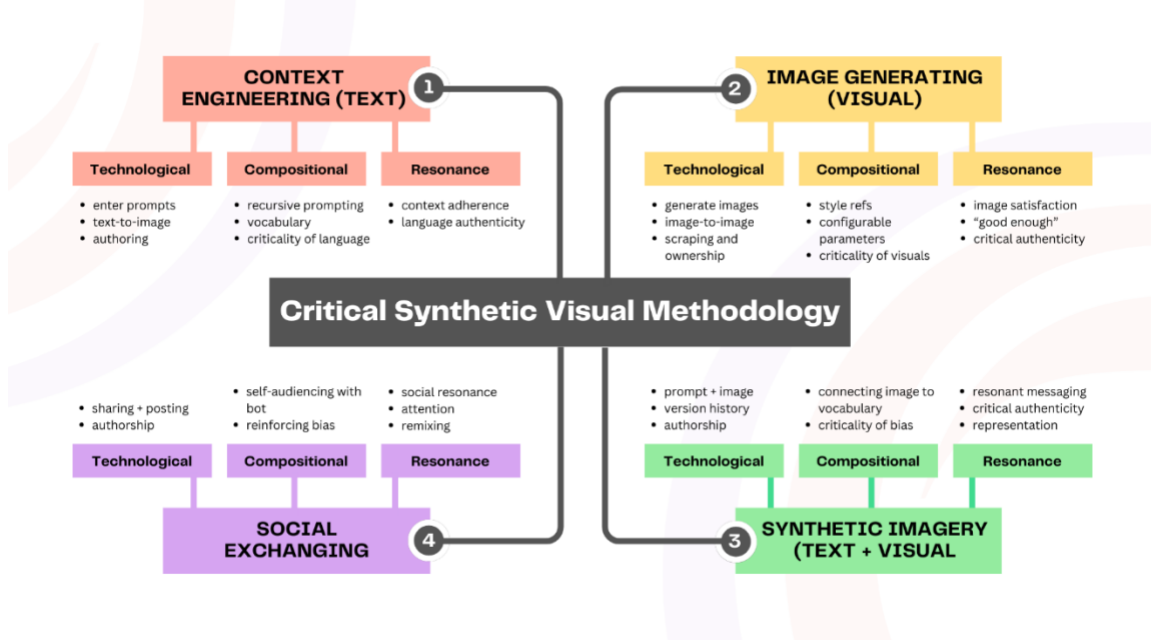 CONTEXT
ENGINEERING (TEXT)
1
Technological
Compositional
Resonance
• enter prompts
• text-to-image
• authoring
• recursive prompting
• vocabulary
• criticality of language
• context adherence
• language authenticity
2
IMAGE GENERATING
(VISUAL)
Technological
Compositional
Resonance
• generate images
• image-to-image
• scraping and
ownership
• style refs
• configurable
parameters
• criticality of visuals
• image satisfaction
• “good enough”
• critical authenticity
Critical Synthetic Visual Methodology
• sharing + posting
• authorship
• self-audiencing with
bot
• reinforcing bias
• social resonance
• attention
• remixing
Technological
Compositional
Resonance
SOCIAL
EXCHANGING
4
• prompt + image
• version history
• authorship
• connecting image to
vocabulary
• criticality of bias
• resonant messaging
• critical authenticity
• representation
Technological
Compositional
Resonance
3
SYNTHETIC IMAGERY
(TEXT + VISUAL